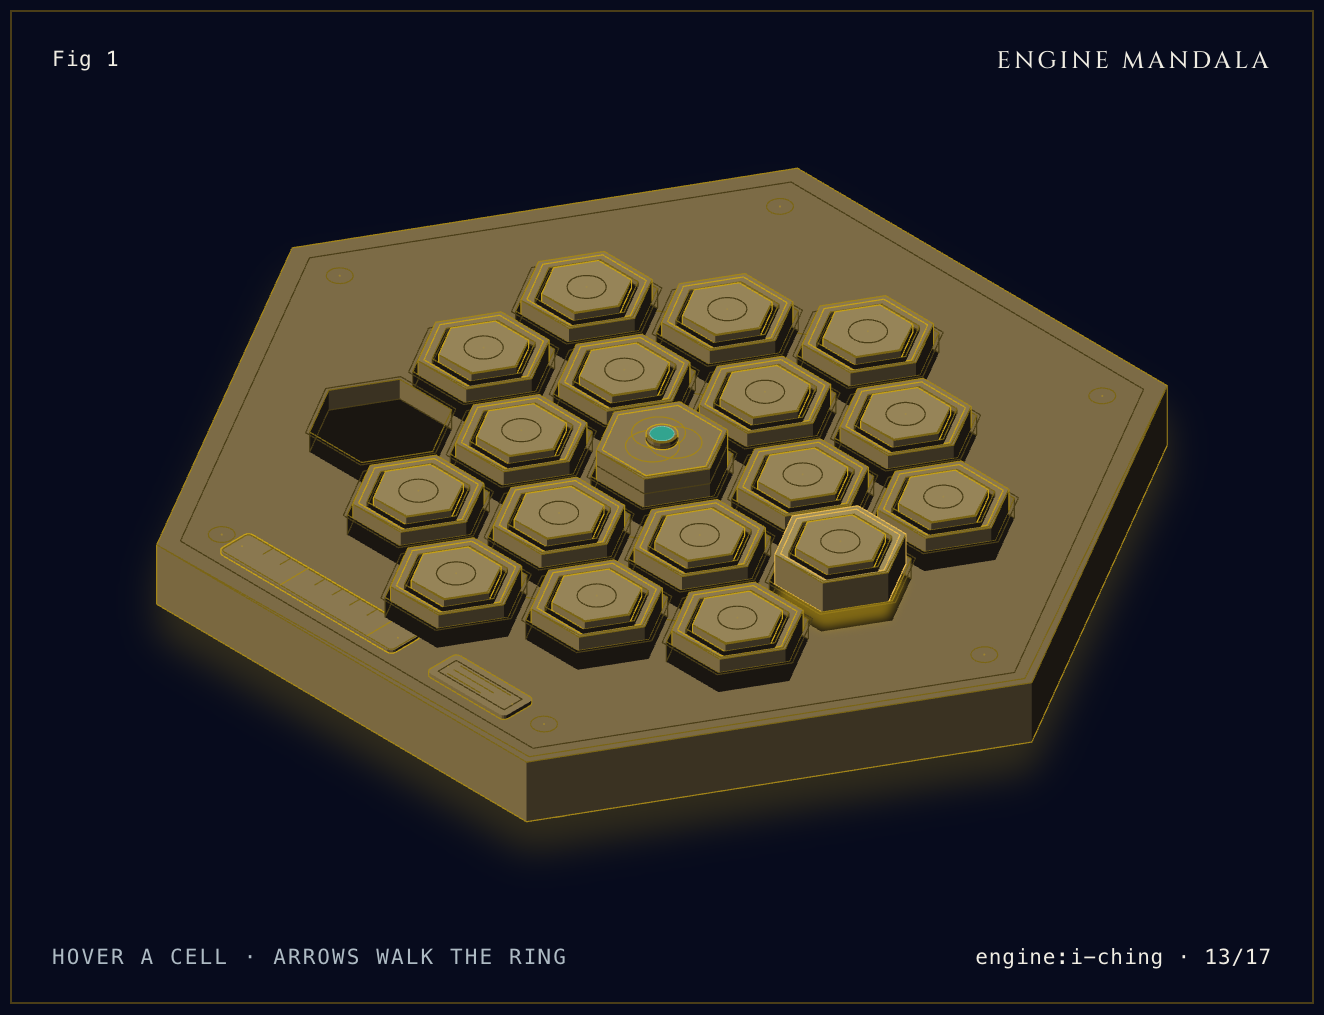 Fig 1
ENGINE MANDALA
HOVER A CELL · ARROWS WALK THE RING
engine:i–ching · 13/17